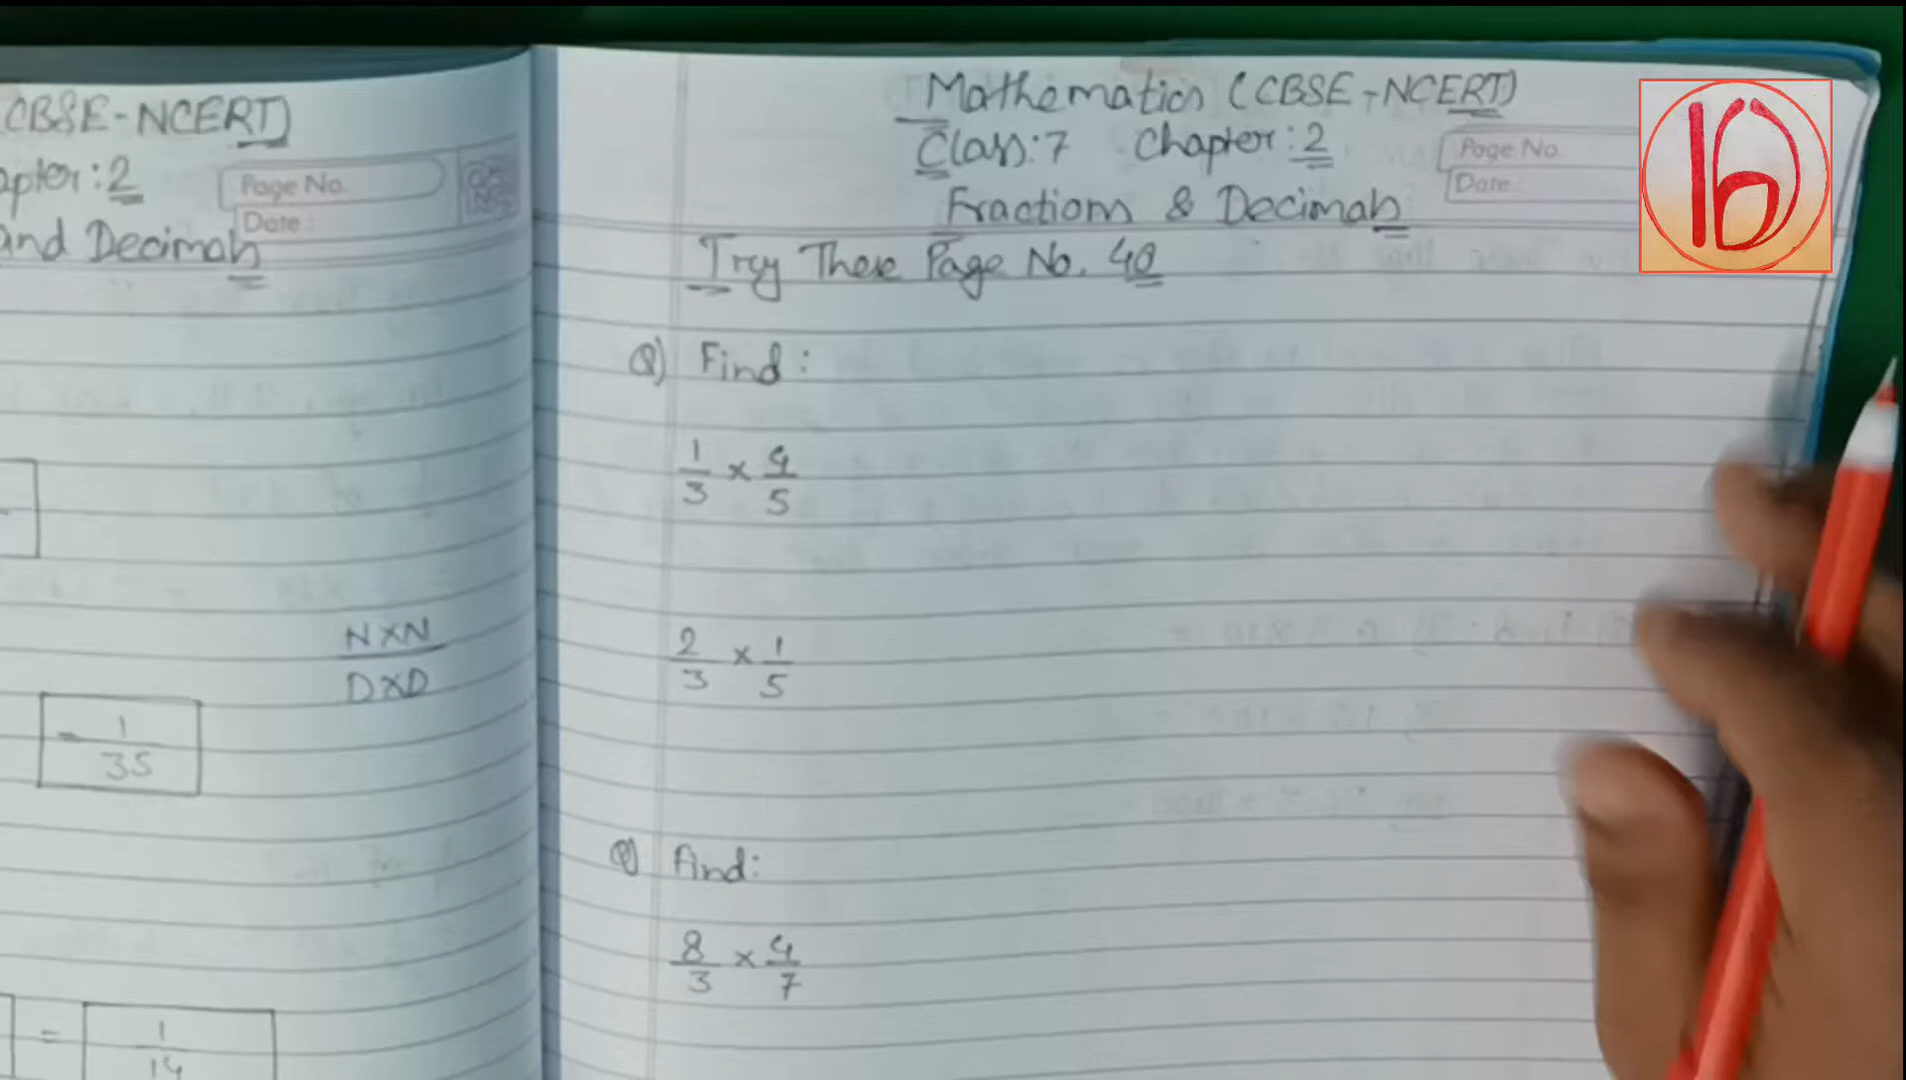 CBSE-NCERT)
apter: 2
Page No.
Date:
and Decimals
N×N
D×D
- 1
35
= 1
14
Mathematics (CBSE-NCERT)
Class: 7 Chapter: 2
Page No.
Date:
Fractions & Decimals
Try These Page No. 40
Q) Find:
1/3 × 4/5
2/3 × 1/5
Q) Find:
8/3 × 4/7